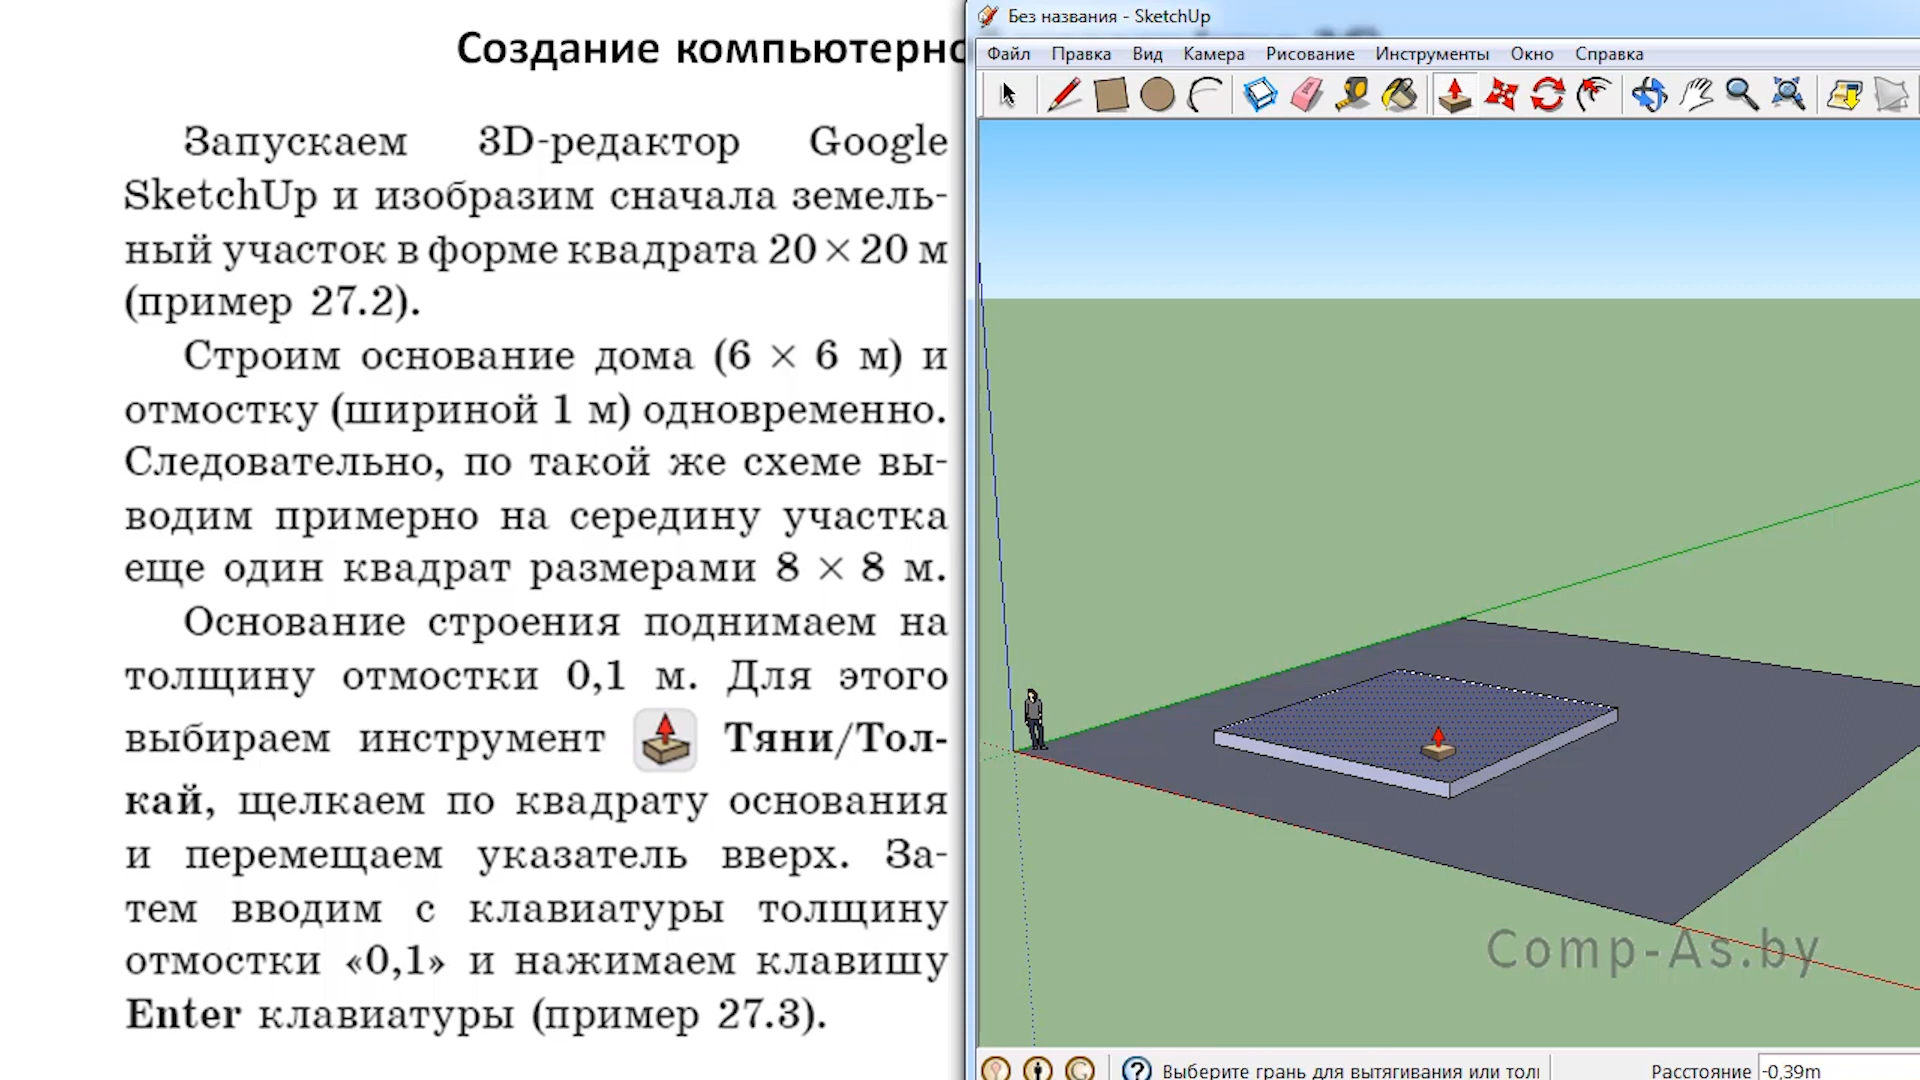 Создание компьютерно
Запускаем 3D-редактор Google
SketchUp и изобразим сначала земель-
ный участок в форме квадрата 20 × 20 м
(пример 27.2).
Строим основание дома (6 × 6 м) и
отмостку (шириной 1 м) одновременно.
Следовательно, по такой же схеме вы-
водим примерно на середину участка
еще один квадрат размерами 8 × 8 м.
Основание строения поднимаем на
толщину отмостки 0,1 м. Для этого
выбираем инструмент Тяни/Тол-
кай, щелкаем по квадрату основания
и перемещаем указатель вверх. За-
тем вводим с клавиатуры толщину
отмостки «0,1» и нажимаем клавишу
Enter клавиатуры (пример 27.3).
Без названия - SketchUp
Файл Правка Вид Камера Рисование Инструменты Окно Справка
Comp-As.by
Выберите грань для вытягивания или тол
Расстояние -0,39m